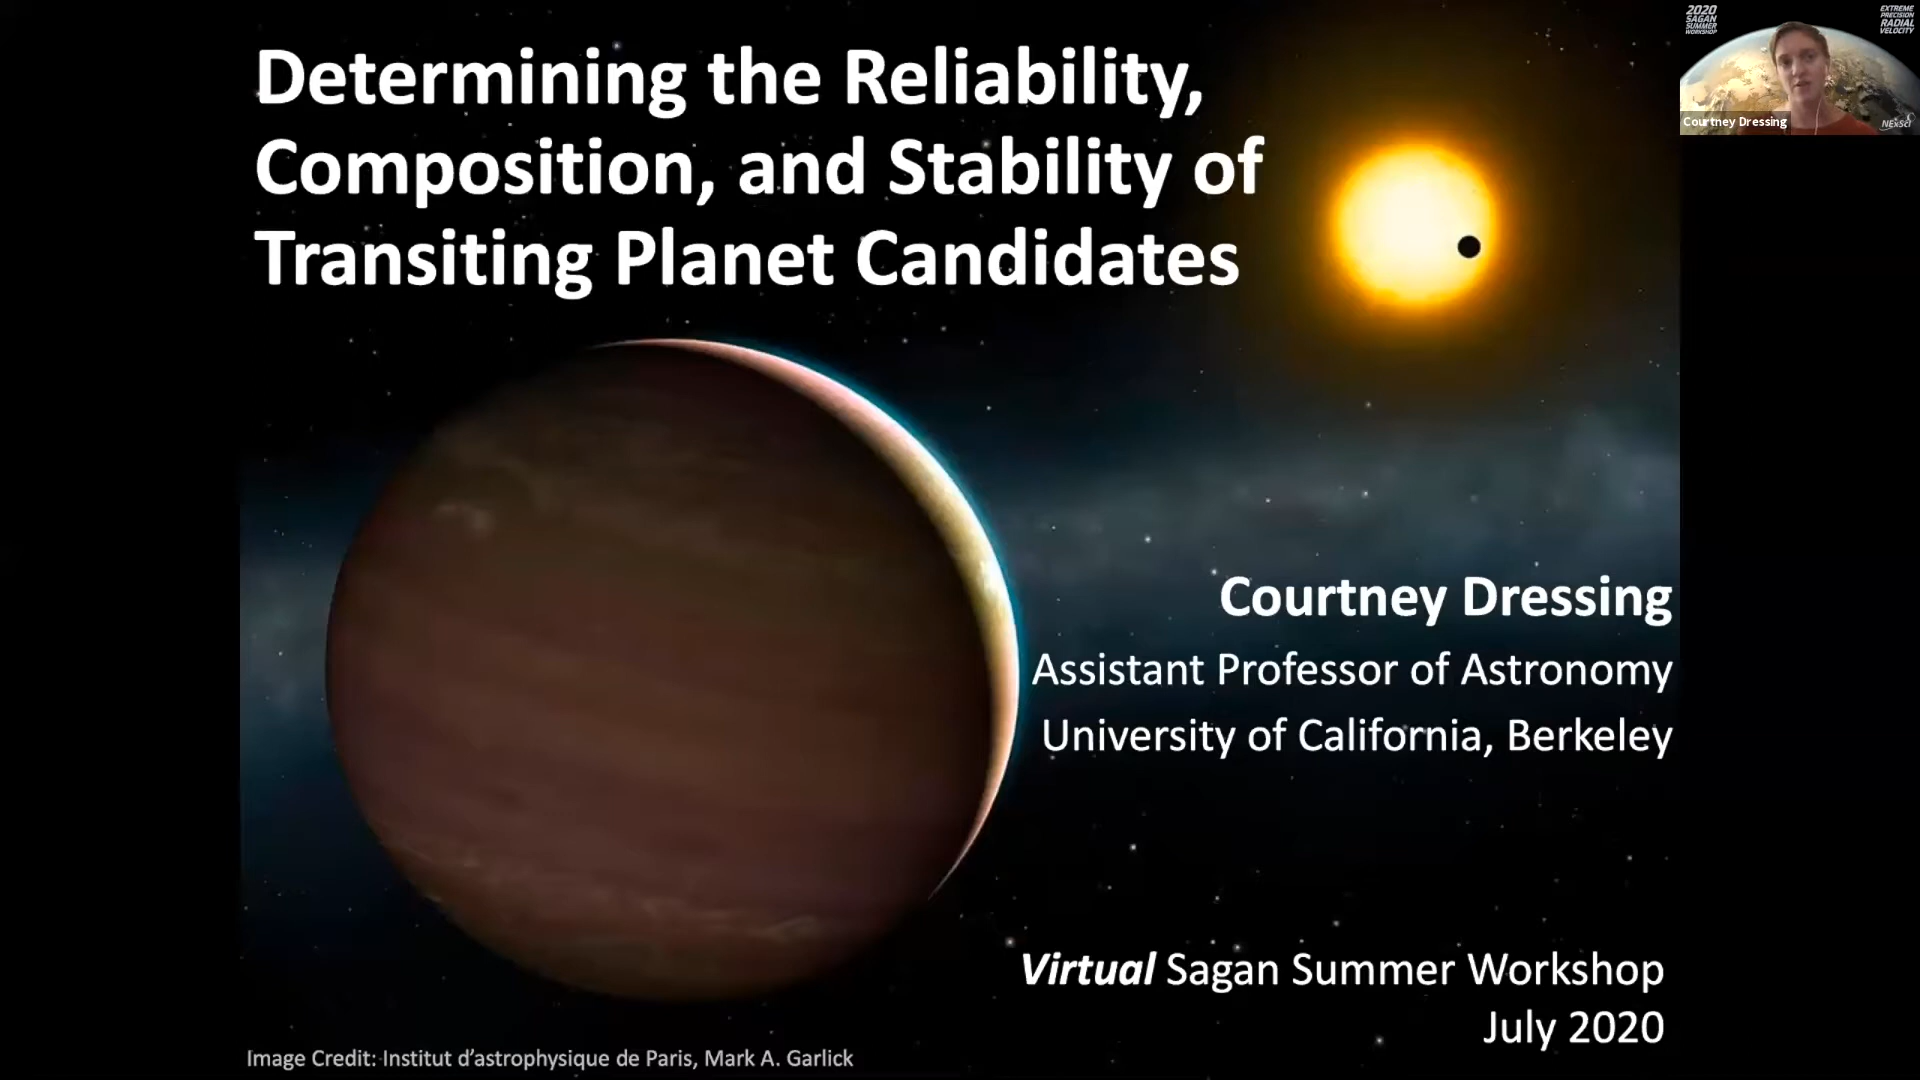 Determining the Reliability,
Composition, and Stability of
Transiting Planet Candidates
2020
SAGAN
SUMMER
WORKSHOP
EXTREME
PRECISION
RADIAL
VELOCITY
Courtney Dressing
NExScI
Courtney Dressing
Assistant Professor of Astronomy
University of California, Berkeley
Virtual Sagan Summer Workshop
July 2020
Image Credit: Institut d’astrophysique de Paris, Mark A. Garlick